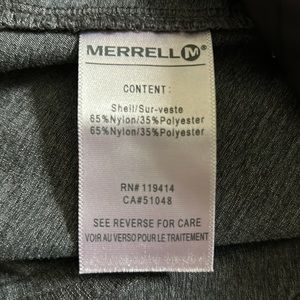 MERRELL M®
CONTENT:
Shell/Sur-veste
65%Nylon/35%Polyester
65%Nylon/35%Polyester
RN# 119414
CA#51048
SEE REVERSE FOR CARE
VOIR AU VERSO POUR LE TRAITEMENT